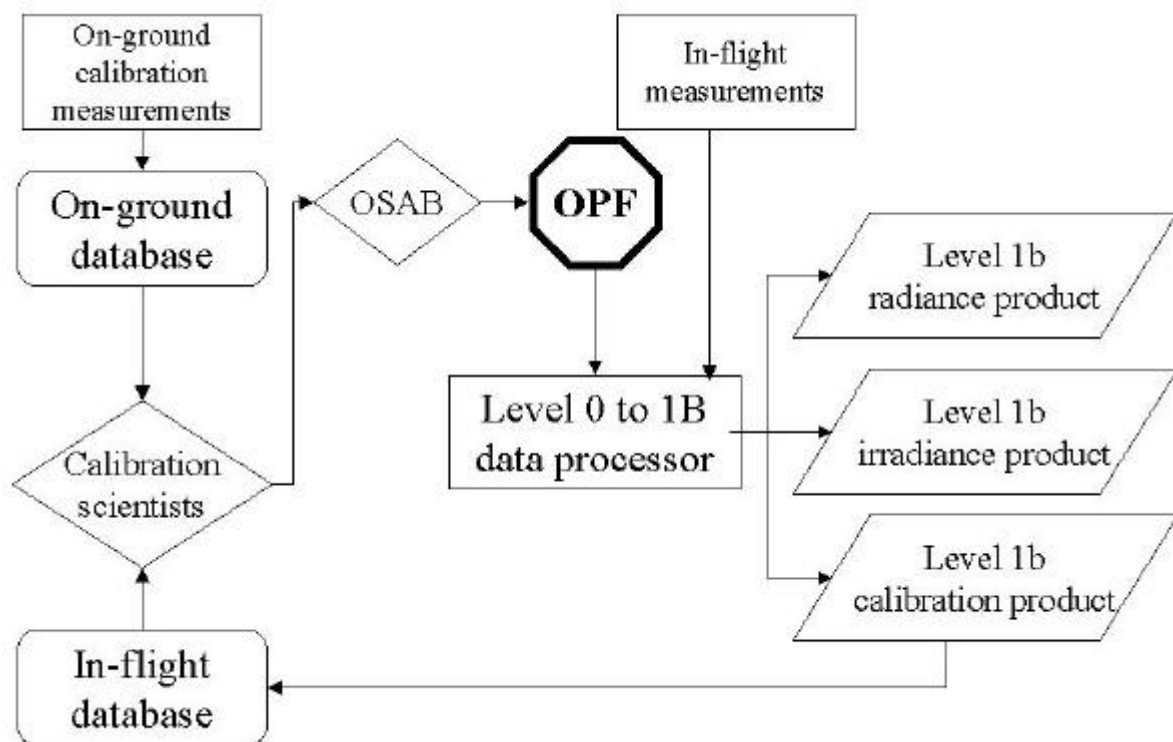 On-ground
calibration
measurements
In-flight
measurements
On-ground
database
OSAB
OPF
Level 1b
radiance product
Level 0 to 1B
data processor
Level 1b
irradiance product
Calibration
scientists
Level 1b
calibration product
In-flight
database